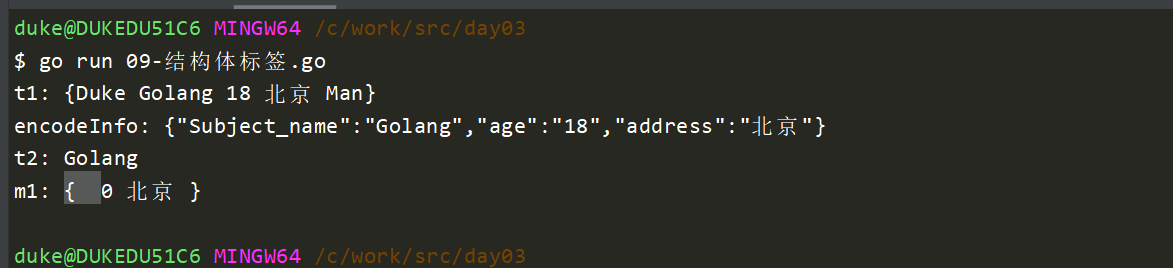 duke@DUKEDU51C6 MINGW64 /c/work/src/day03
$ go run 09-结构体标签.go
t1: {Duke Golang 18 北京 Man}
encodeInfo: {"Subject_name":"Golang","age":"18","address":"北京"}
t2: Golang
m1: {  0 北京 }
duke@DUKEDU51C6 MINGW64 /c/work/src/day03